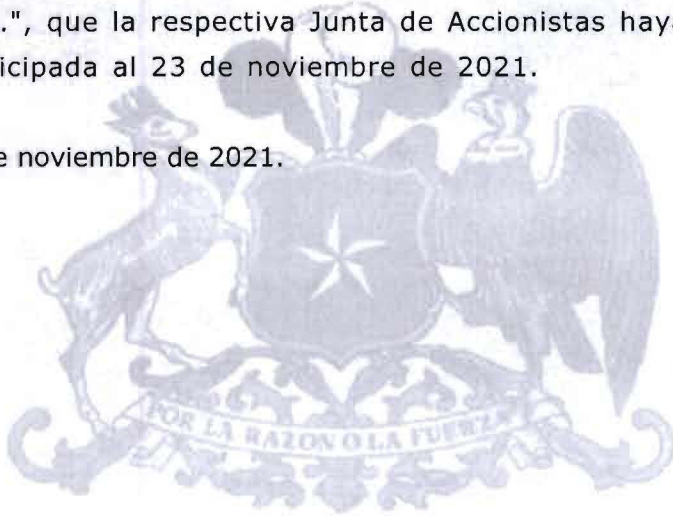 .", que la respectiva Junta de Accionistas hay
icipada al 23 de noviembre de 2021.
e noviembre de 2021.
POR LA RAZON O LA FUERZA